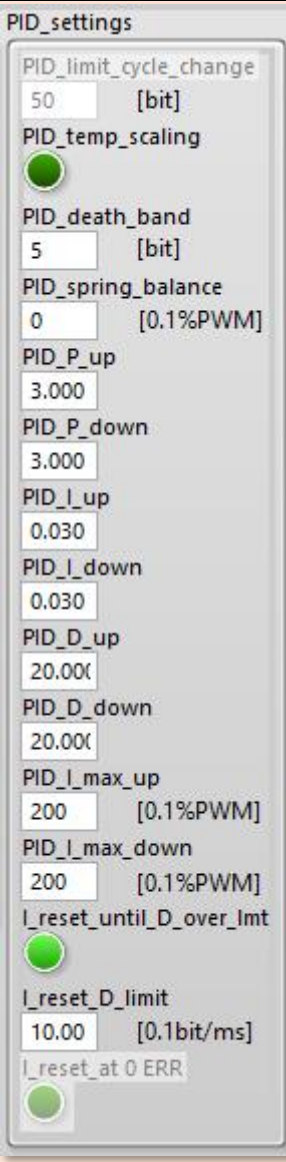 PID_settings
PID_limit_cycle_change
50 [bit]
PID_temp_scaling
PID_death_band
5 [bit]
PID_spring_balance
0 [0.1%PWM]
PID_P_up
3.000
PID_P_down
3.000
PID_I_up
0.030
PID_I_down
0.030
PID_D_up
20.00(
PID_D_down
20.00(
PID_I_max_up
200 [0.1%PWM]
PID_I_max_down
200 [0.1%PWM]
I_reset_until_D_over_lmt
I_reset_D_limit
10.00 [0.1bit/ms]
I_reset_at 0 ERR